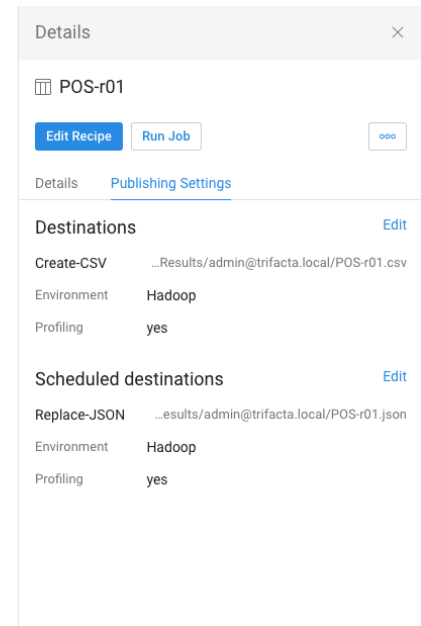 Details
POS-r01
Edit Recipe Run Job
Details Publishing Settings
Destinations Edit
Create-CSV ...Results/admin@trifacta.local/POS-r01.csv
Environment Hadoop
Profiling yes
Scheduled destinations Edit
Replace-JSON ...esults/admin@trifacta.local/POS-r01.json
Environment Hadoop
Profiling yes